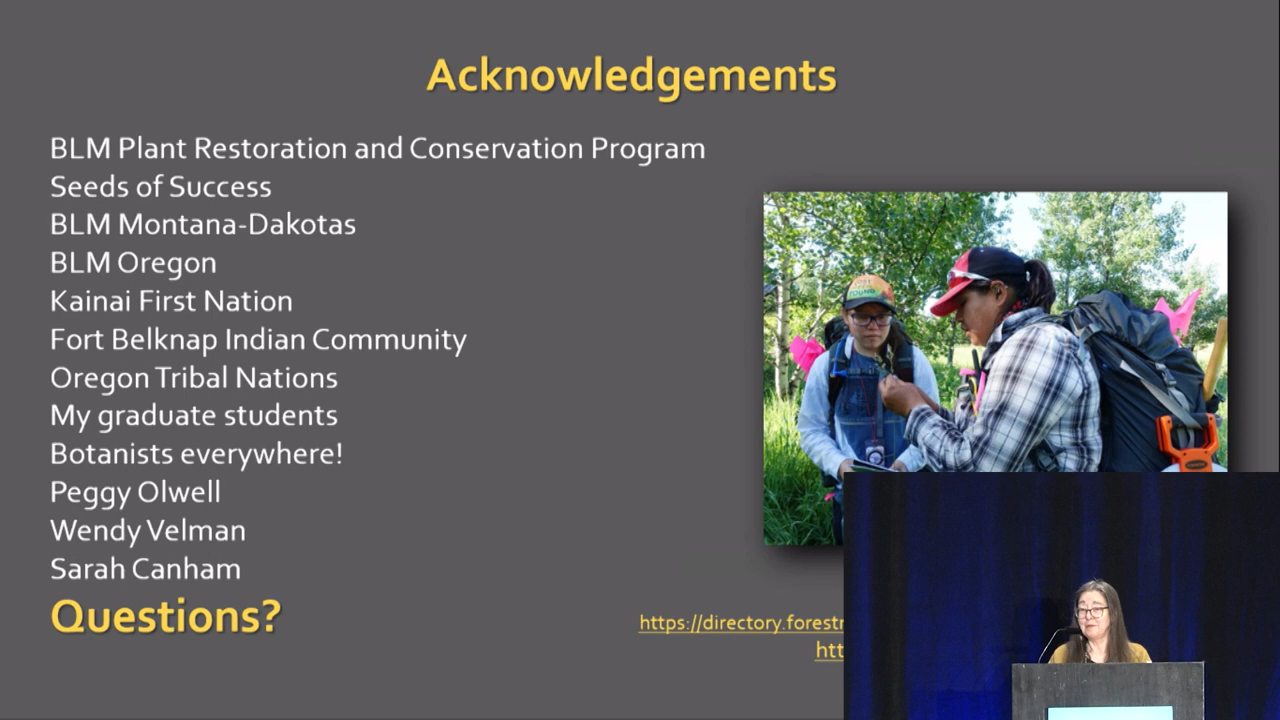 Acknowledgements
BLM Plant Restoration and Conservation Program
Seeds of Success
BLM Montana-Dakotas
BLM Oregon
Kainai First Nation
Fort Belknap Indian Community
Oregon Tribal Nations
My graduate students
Botanists everywhere!
Peggy Olwell
Wendy Velman
Sarah Canham
Questions?
https://directory.forestr
htt